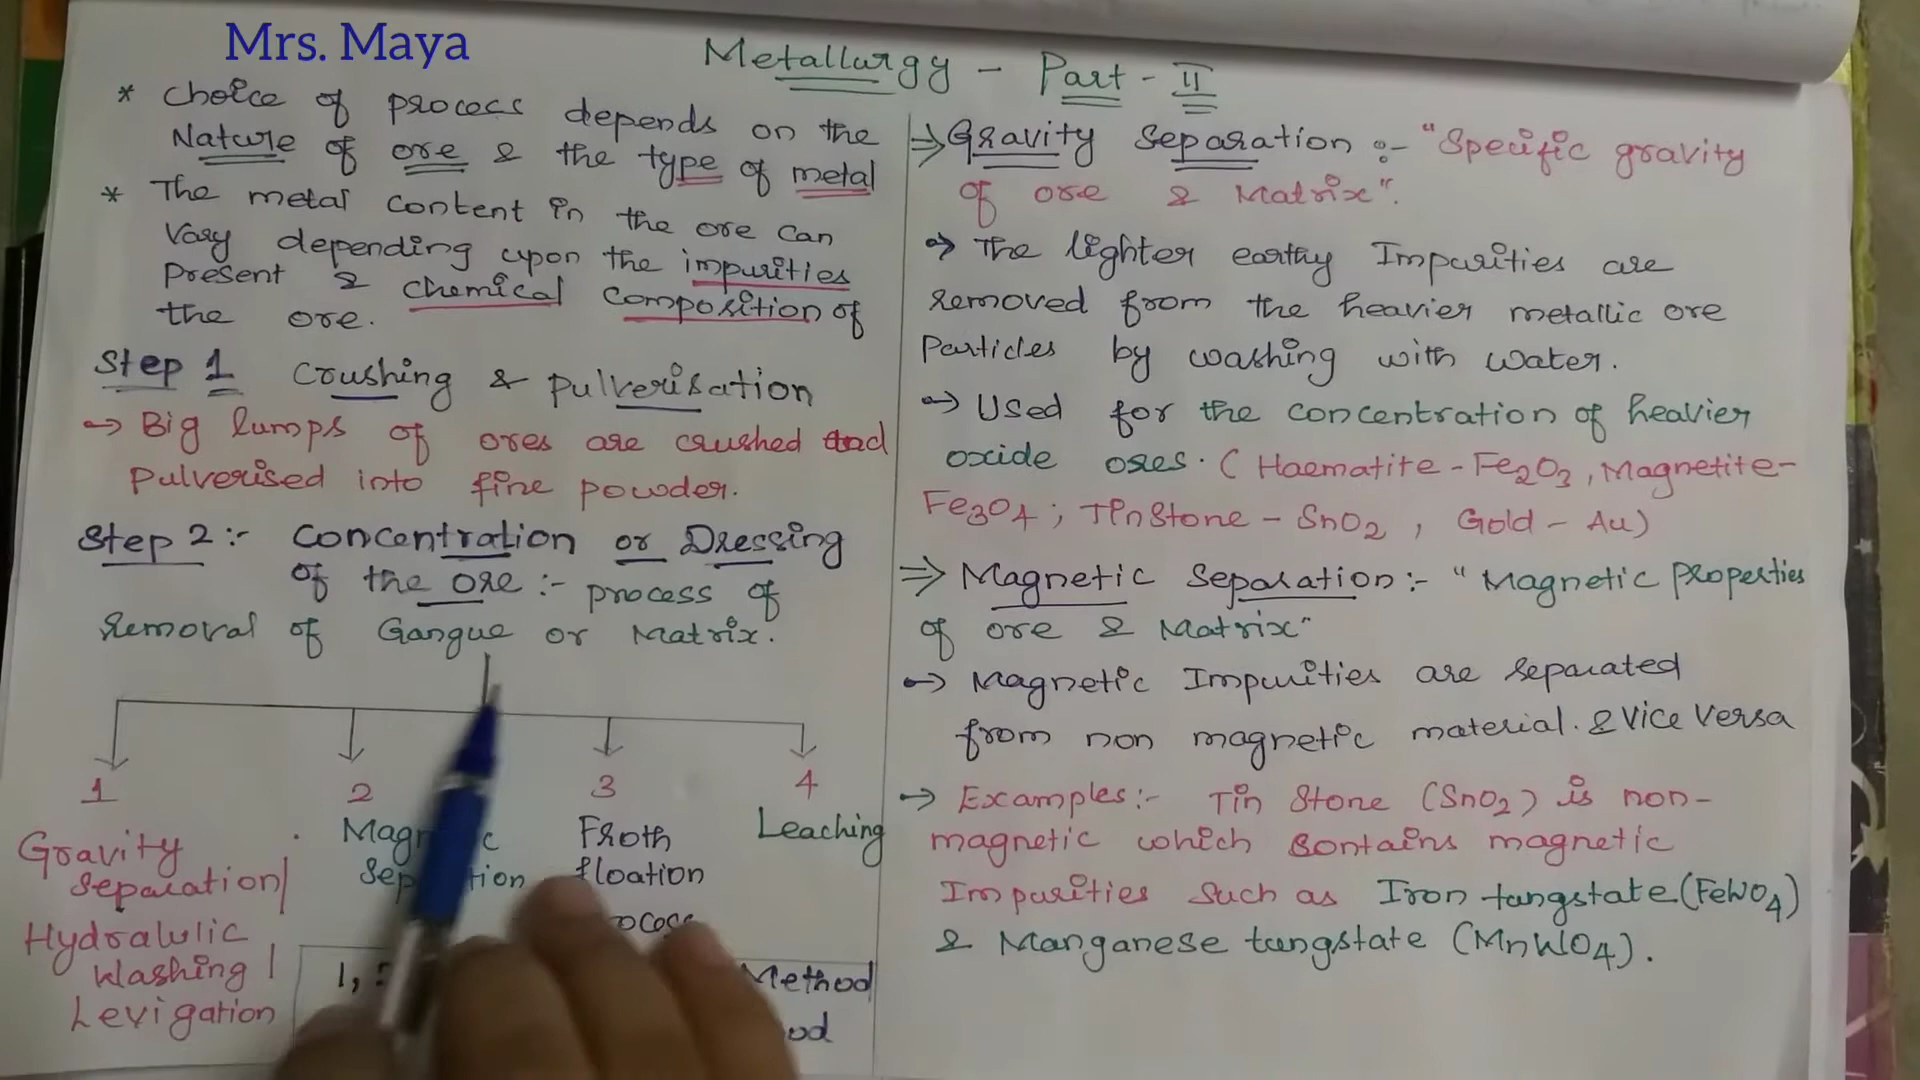 Mrs. Maya
Metallurgy - Part - II
* Choice of process depends on the
Nature of ore & the type of metal
* The metal content in the ore can
vary depending upon the impurities
present & chemical composition of
the ore.
Step 1 Crushing & Pulverisation
→ Big lumps of ores are crushed and
Pulverised into fine powder.
Step 2 :- Concentration or Dressing
of the ore :- process of
removal of Gangue or Matrix.
1 2 3 4
Gravity
Separation/
Hydralulic
Washing /
Levigation
Separation
Froth
floation
Leaching
1,
Method
⇒ Gravity Separation :- "Specific gravity
of ore & Matrix".
→ The lighter earthy Impurities are
removed from the heavier metallic ore
Particles by washing with water.
→ Used for the concentration of heavier
oxide ores. (Haematite - Fe2O3, Magnetite-
Fe3O4 ; TinStone - SnO2 , Gold - Au)
⇒ Magnetic Separation :- "Magnetic Properties
of ore & Matrix"
→ Magnetic Impurities are separated
from non magnetic material. & Vice Versa
→ Examples :- Tin Stone (SnO2) is non-
magnetic which contains magnetic
Impurities such as Iron tangstate (FeWO4)
& Manganese tungstate (MnWO4).